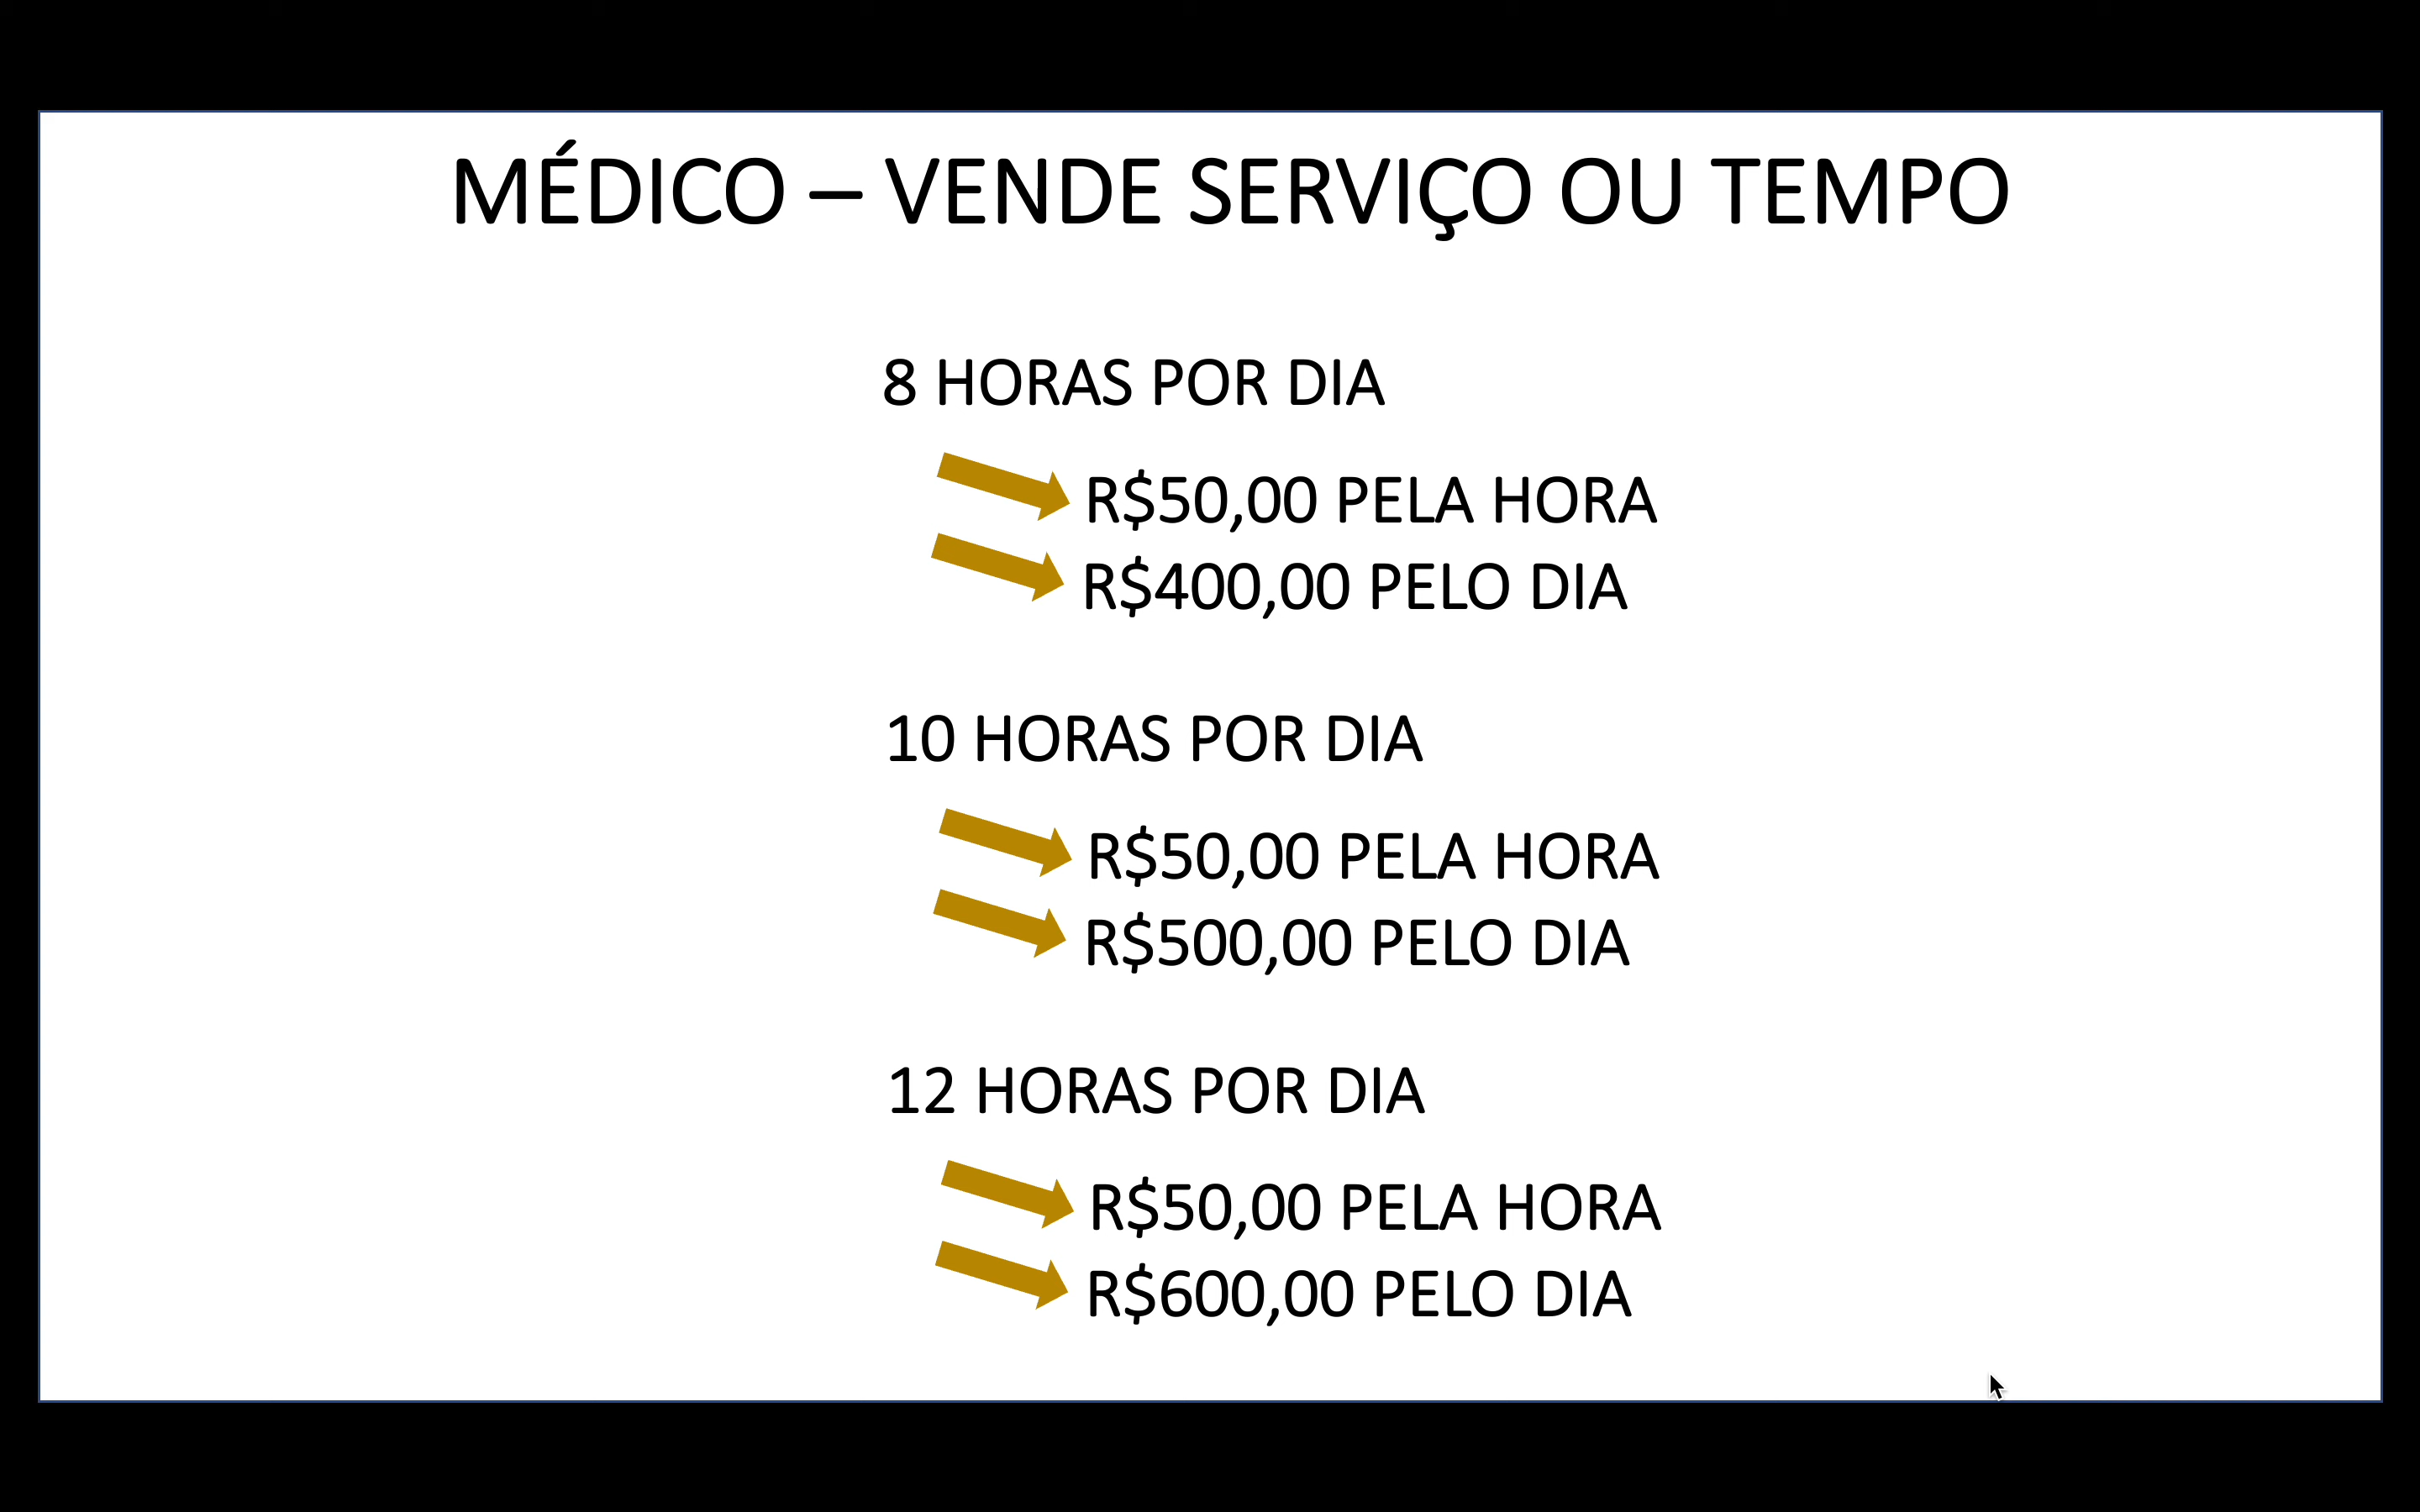 MÉDICO – VENDE SERVIÇO OU TEMPO
8 HORAS POR DIA
R$50,00 PELA HORA
R$400,00 PELO DIA
10 HORAS POR DIA
R$50,00 PELA HORA
R$500,00 PELO DIA
12 HORAS POR DIA
R$50,00 PELA HORA
R$600,00 PELO DIA